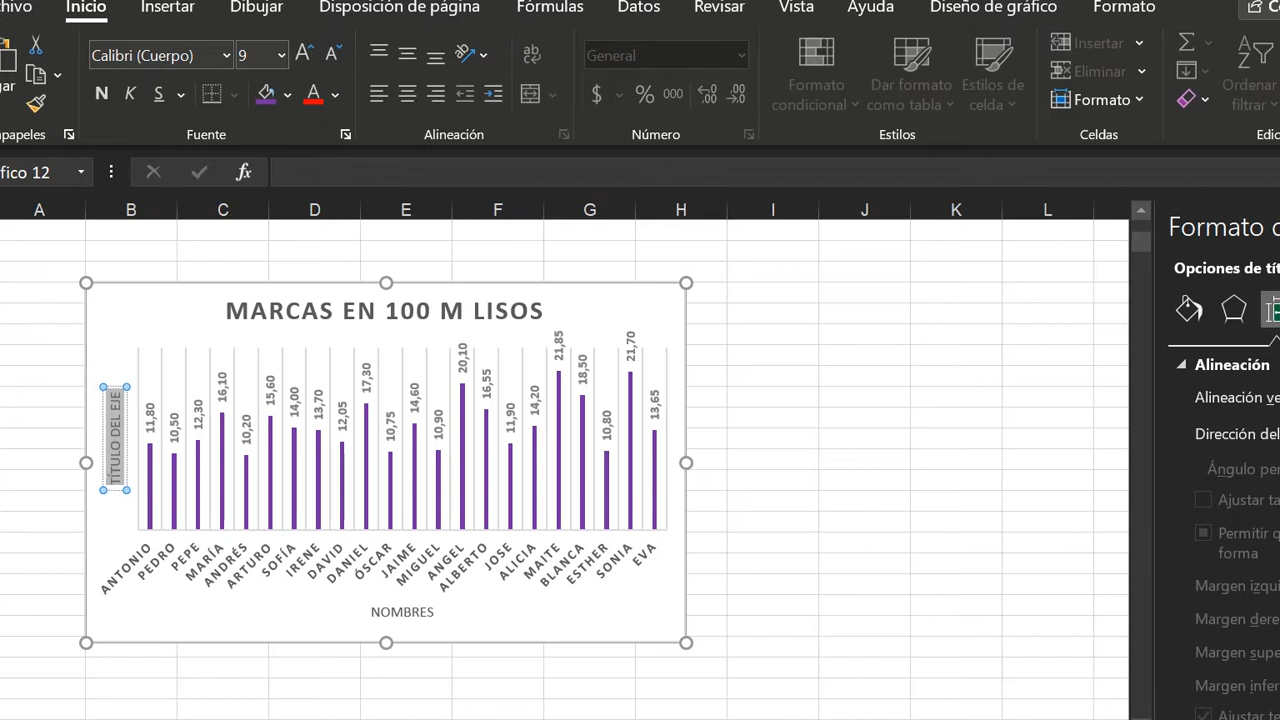 chivo Inicio Insertar Dibujar Disposición de página Fórmulas Datos Revisar Vista Ayuda Diseño de gráfico Formato Co
gar
Calibri (Cuerpo) 9
N K S
General
$ % 000
Formato condicional
Dar formato como tabla
Estilos de celda
Insertar
Eliminar
Formato
Ordenar
filtrar
apapeles Fuente Alineación Número Estilos Celdas Edic
fico 12 fx
A B C D E F G H I J K L
Formato d
Opciones de tít
Alineación
Alineación ve
Dirección del
Ángulo per
Ajustar ta
Permitir q
forma
Margen izqui
Margen dere
Margen supe
Margen infer
Ajustar te
MARCAS EN 100 M LISOS
TÍTULO DEL EJE
11,80 10,50 12,30 16,10 10,20 15,60 14,00 13,70 12,05 17,30 10,75 14,60 10,90 20,10 16,55 11,90 14,20 21,85 18,50 10,80 21,70 13,65
ANTONIO PEDRO PEPE MARÍA ANDRÉS ARTURO SOFÍA IRENE DAVID DANIEL ÓSCAR JAIME MIGUEL ANGEL ALBERTO JOSE ALICIA MAITE BLANCA ESTHER SONIA EVA
NOMBRES